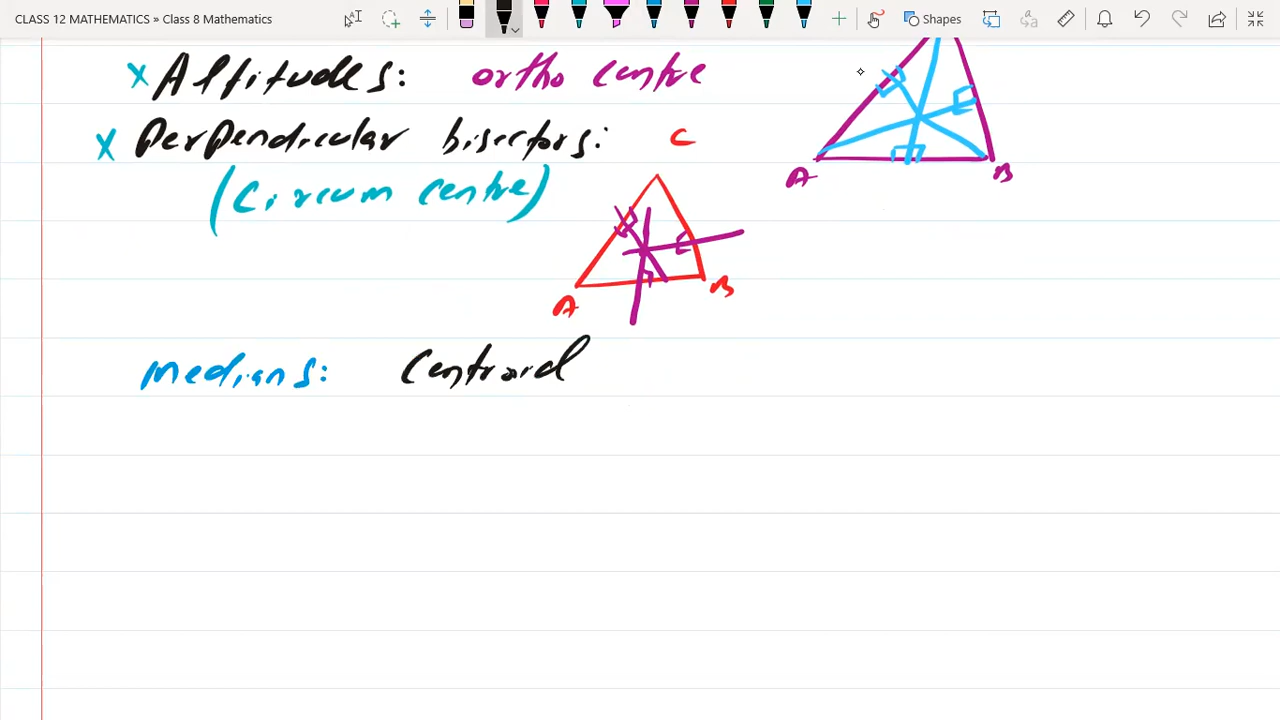 CLASS 12 MATHEMATICS » Class 8 Mathematics
Shapes
x Altitudes: ortho centre
x Perpendicular bisectors: C
(Circum centre)
A B
A B
medians: Centroid